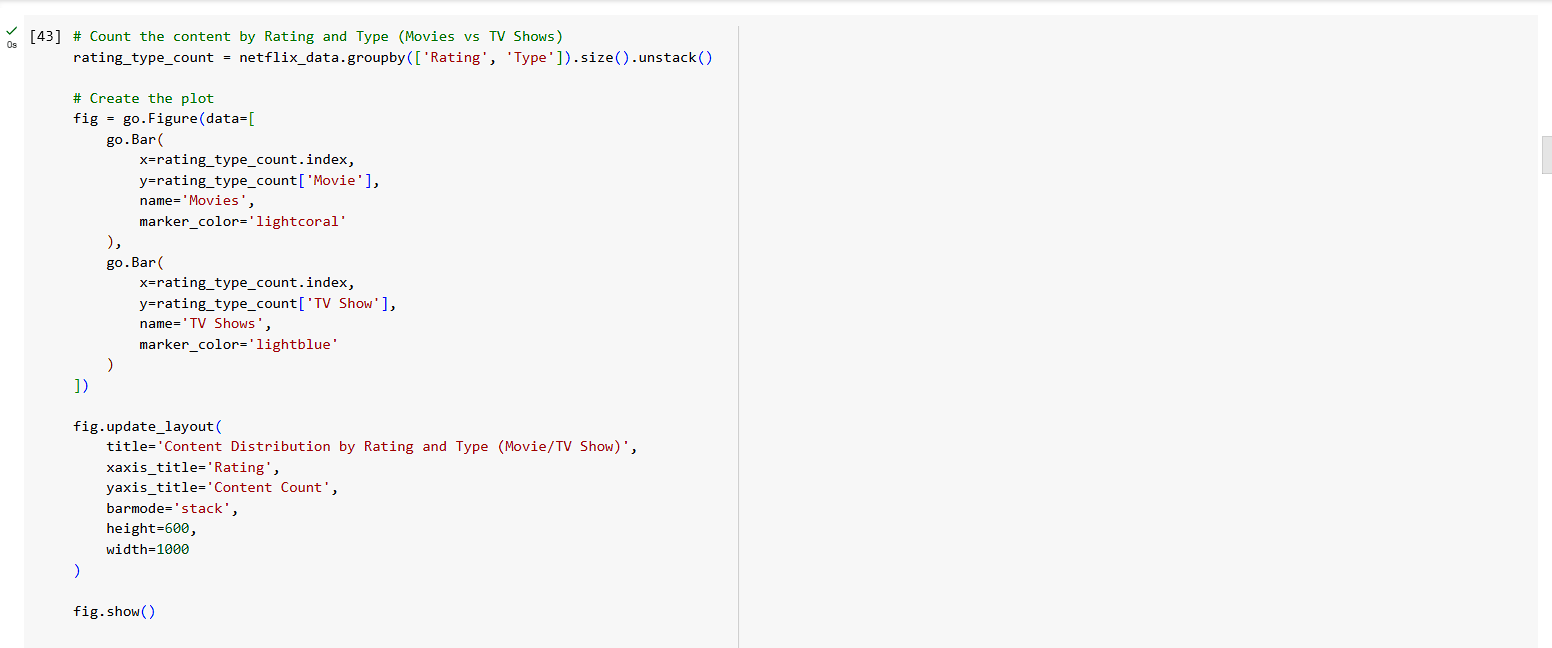 [43] # Count the content by Rating and Type (Movies vs TV Shows)
0s
rating_type_count = netflix_data.groupby(['Rating', 'Type']).size().unstack()

# Create the plot
fig = go.Figure(data=[
    go.Bar(
        x=rating_type_count.index,
        y=rating_type_count['Movie'],
        name='Movies',
        marker_color='lightcoral'
    ),
    go.Bar(
        x=rating_type_count.index,
        y=rating_type_count['TV Show'],
        name='TV Shows',
        marker_color='lightblue'
    )
])

fig.update_layout(
    title='Content Distribution by Rating and Type (Movie/TV Show)',
    xaxis_title='Rating',
    yaxis_title='Content Count',
    barmode='stack',
    height=600,
    width=1000
)

fig.show()